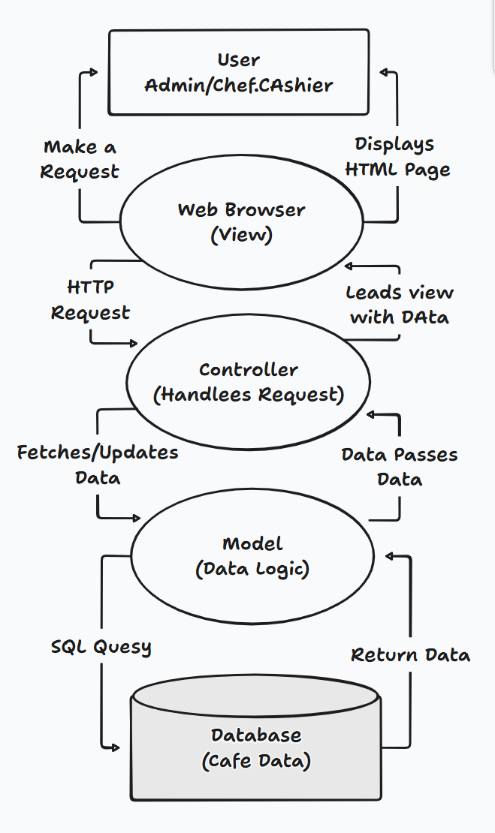 User
Admin/Chef.CAshier
Make a
Request
Displays
HTML Page
Web Browser
(View)
HTTP
Request
Leads view
with DAta
Controller
(Handlees Request)
Fetches/Updates
Data
Data Passes
Data
Model
(Data Logic)
SQL Quesy
Return Data
Database
(Cafe Data)